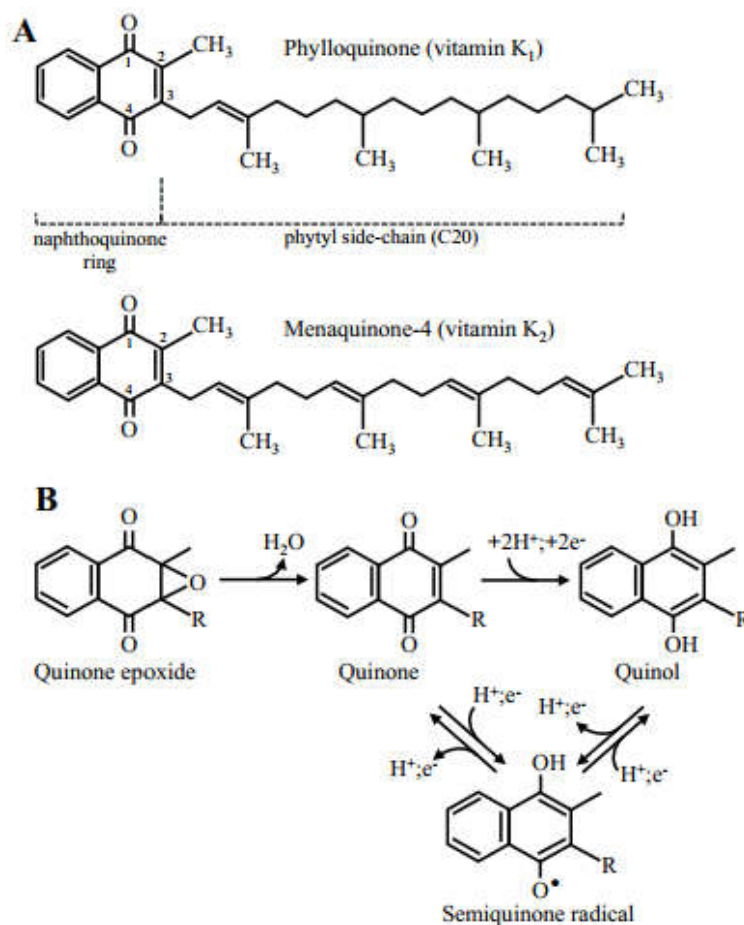 A
O
1
2
CH₃
Phylloquinone (vitamin K₁)
4
3
O
CH₃
CH₃
CH₃
CH₃
CH₃
naphthoquinone
ring
phytyl side-chain (C20)
O
1
2
CH₃
Menaquinone-4 (vitamin K₂)
4
3
O
CH₃
CH₃
CH₃
CH₃
CH₃
B
O
O
R
O
Quinone epoxide
H₂O
O
R
O
Quinone
+2H⁺;+2e⁻
OH
R
OH
Quinol
H⁺;e⁻
H⁺;e⁻
H⁺;e⁻
H⁺;e⁻
OH
R
O•
Semiquinone radical